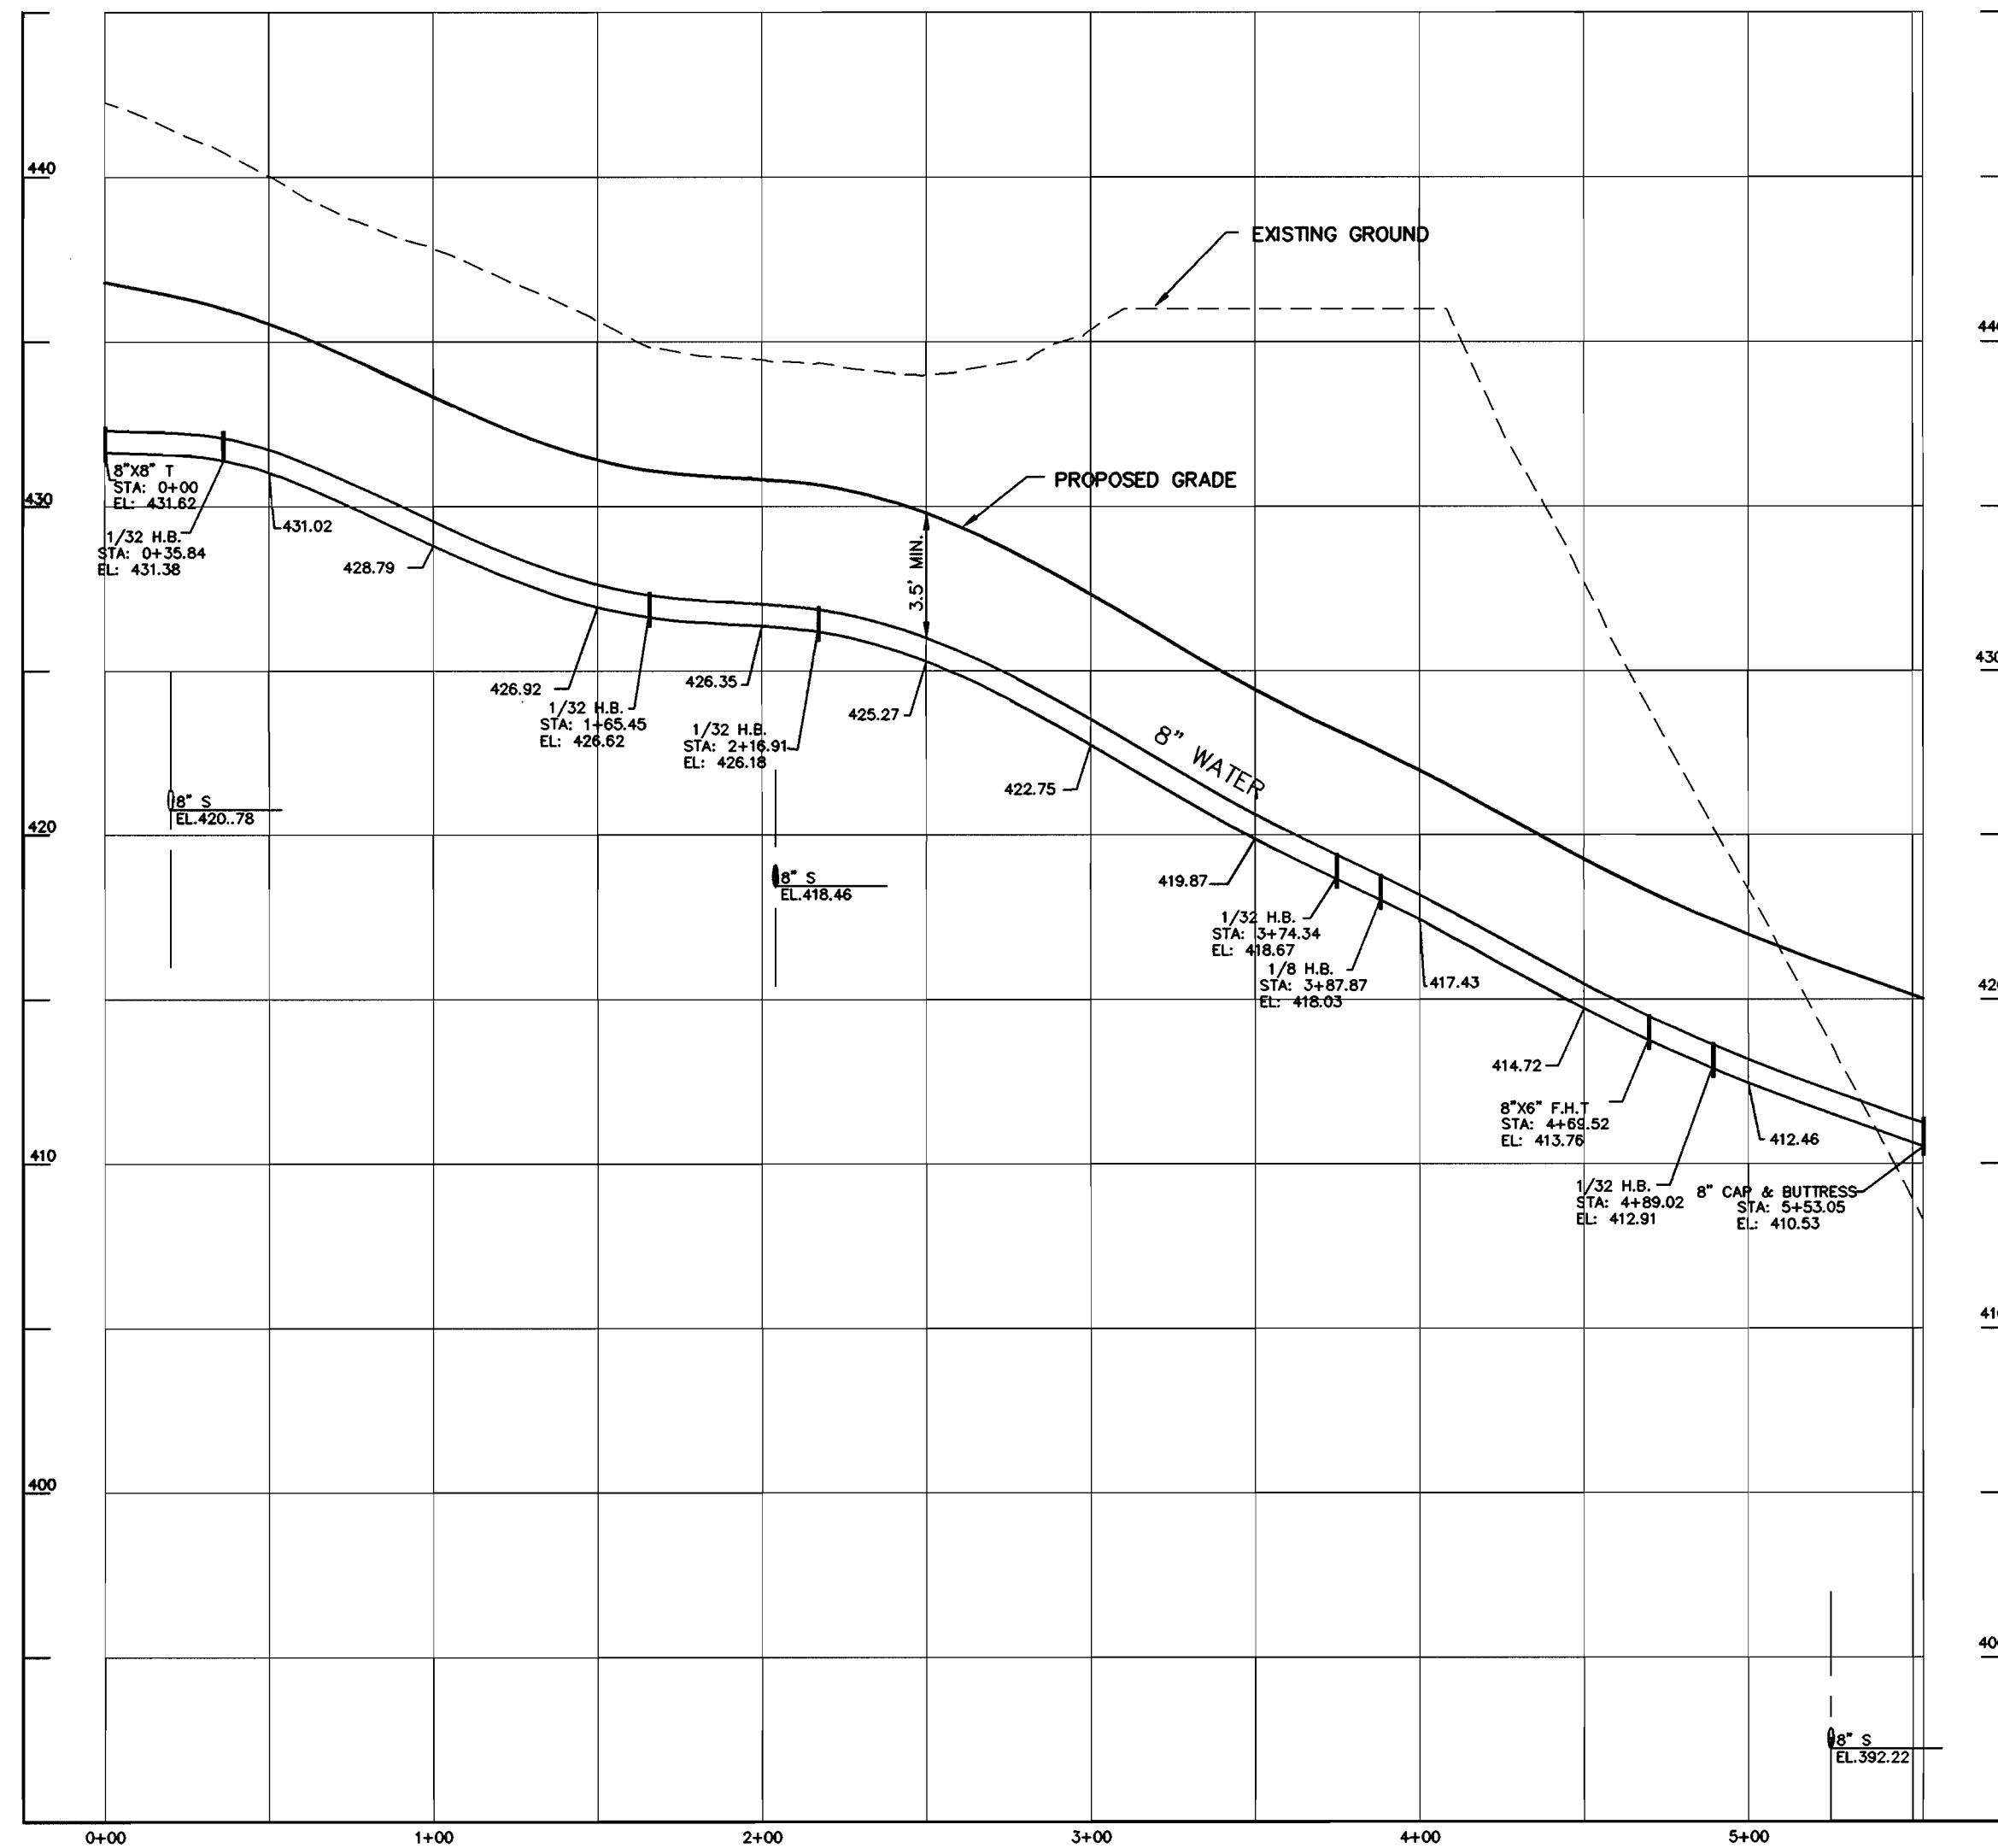 440
EXISTING GROUND
440
8"X8" T
STA: 0+00
EL: 431.62
430
1/32 H.B.
STA: 0+35.84
EL: 431.38
431.02
428.79
PROPOSED GRADE
3.5' MIN.
426.92
1/32 H.B.
STA: 1+65.45
EL: 426.62
426.35
1/32 H.B.
STA: 2+16.91
EL: 426.18
425.27
422.75
8" WATER
430
8" S
EL.420..78
420
8" S
EL.418.46
419.87
1/32 H.B.
STA: 3+74.34
EL: 418.67
1/8 H.B.
STA: 3+87.87
EL: 418.03
417.43
420
414.72
8"X6" F.H.T
STA: 4+69.52
EL: 413.76
412.46
410
1/32 H.B.
STA: 4+89.02
EL: 412.91
8" CAP & BUTTRESS
STA: 5+53.05
EL: 410.53
410
400
400
8" S
EL.392.22
0+00 1+00 2+00 3+00 4+00 5+00